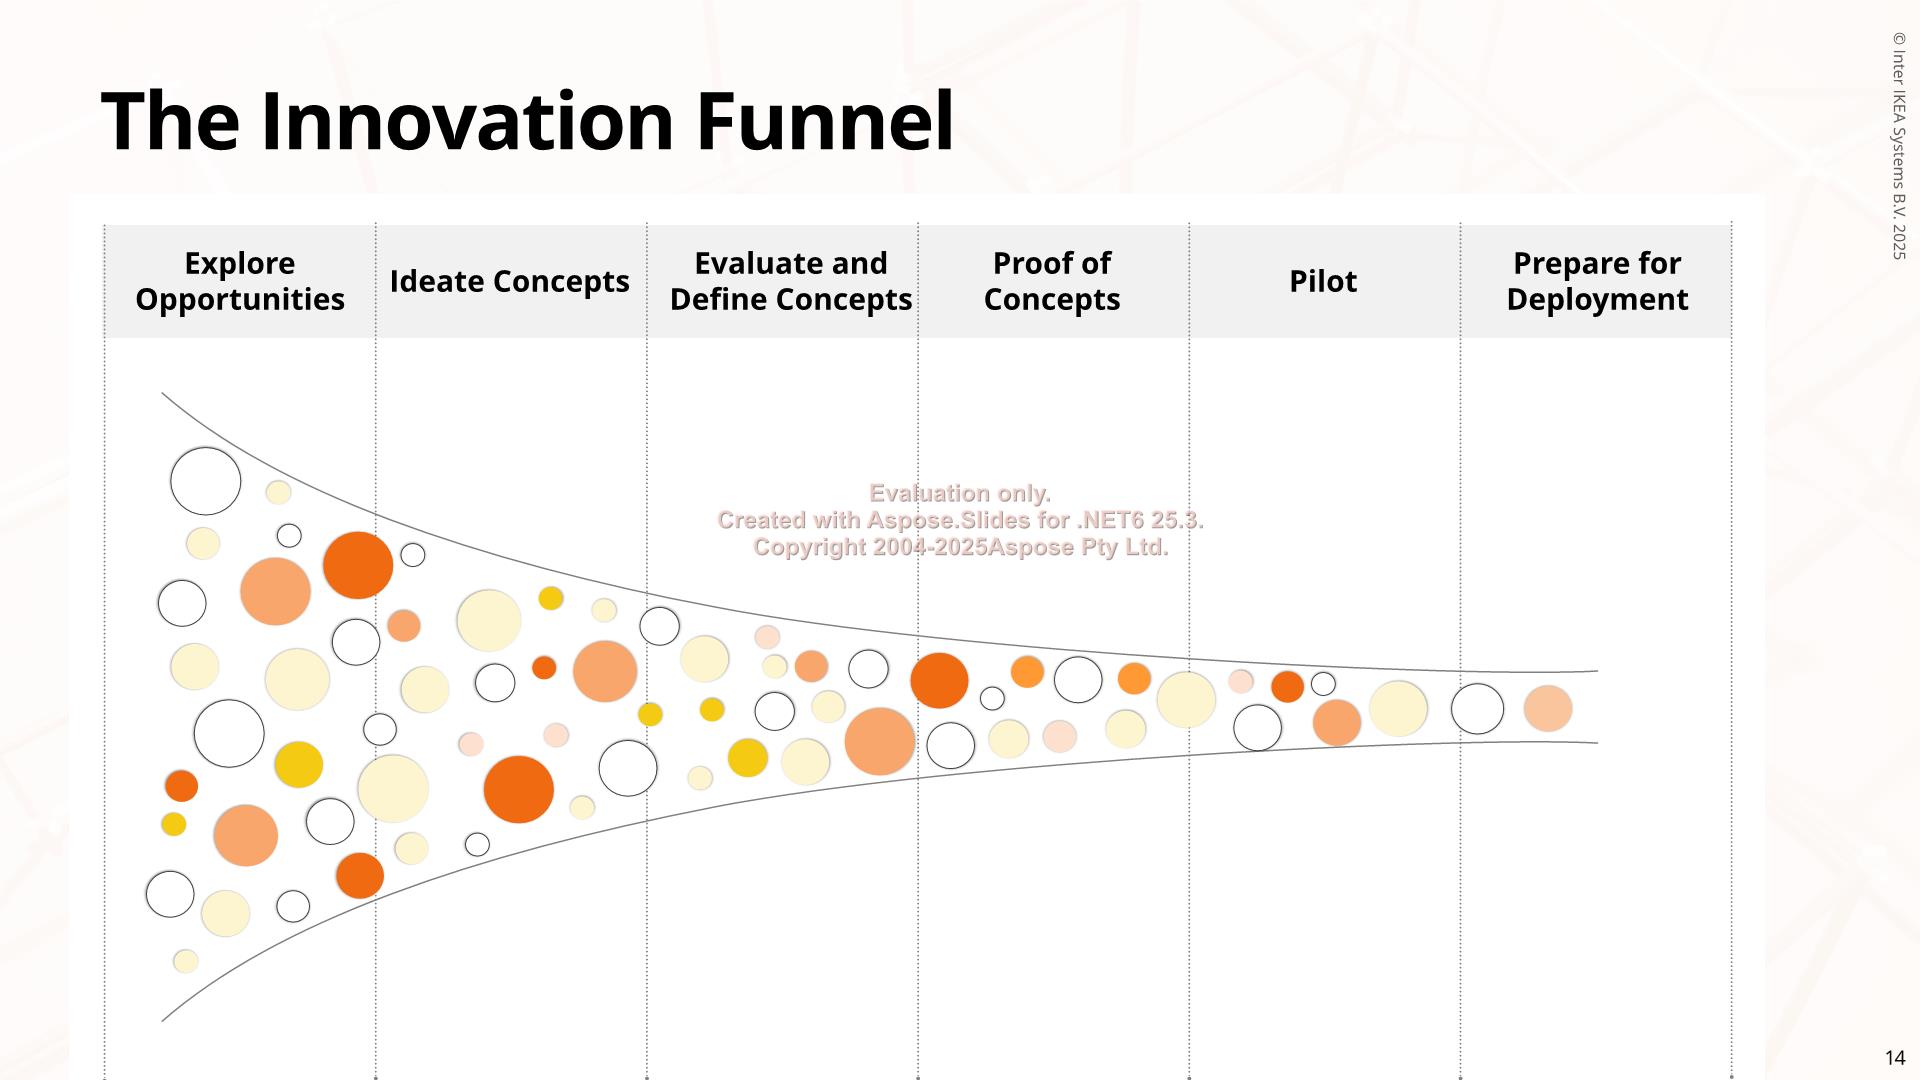 The Innovation Funnel
Explore
Opportunities
Ideate Concepts
Evaluate and
Define Concepts
Proof of
Concepts
Pilot
Prepare for
Deployment
Evaluation only.
Created with Aspose.Slides for .NET6 25.3.
Copyright 2004-2025Aspose Pty Ltd.
© Inter IKEA Systems B.V. 2025
14